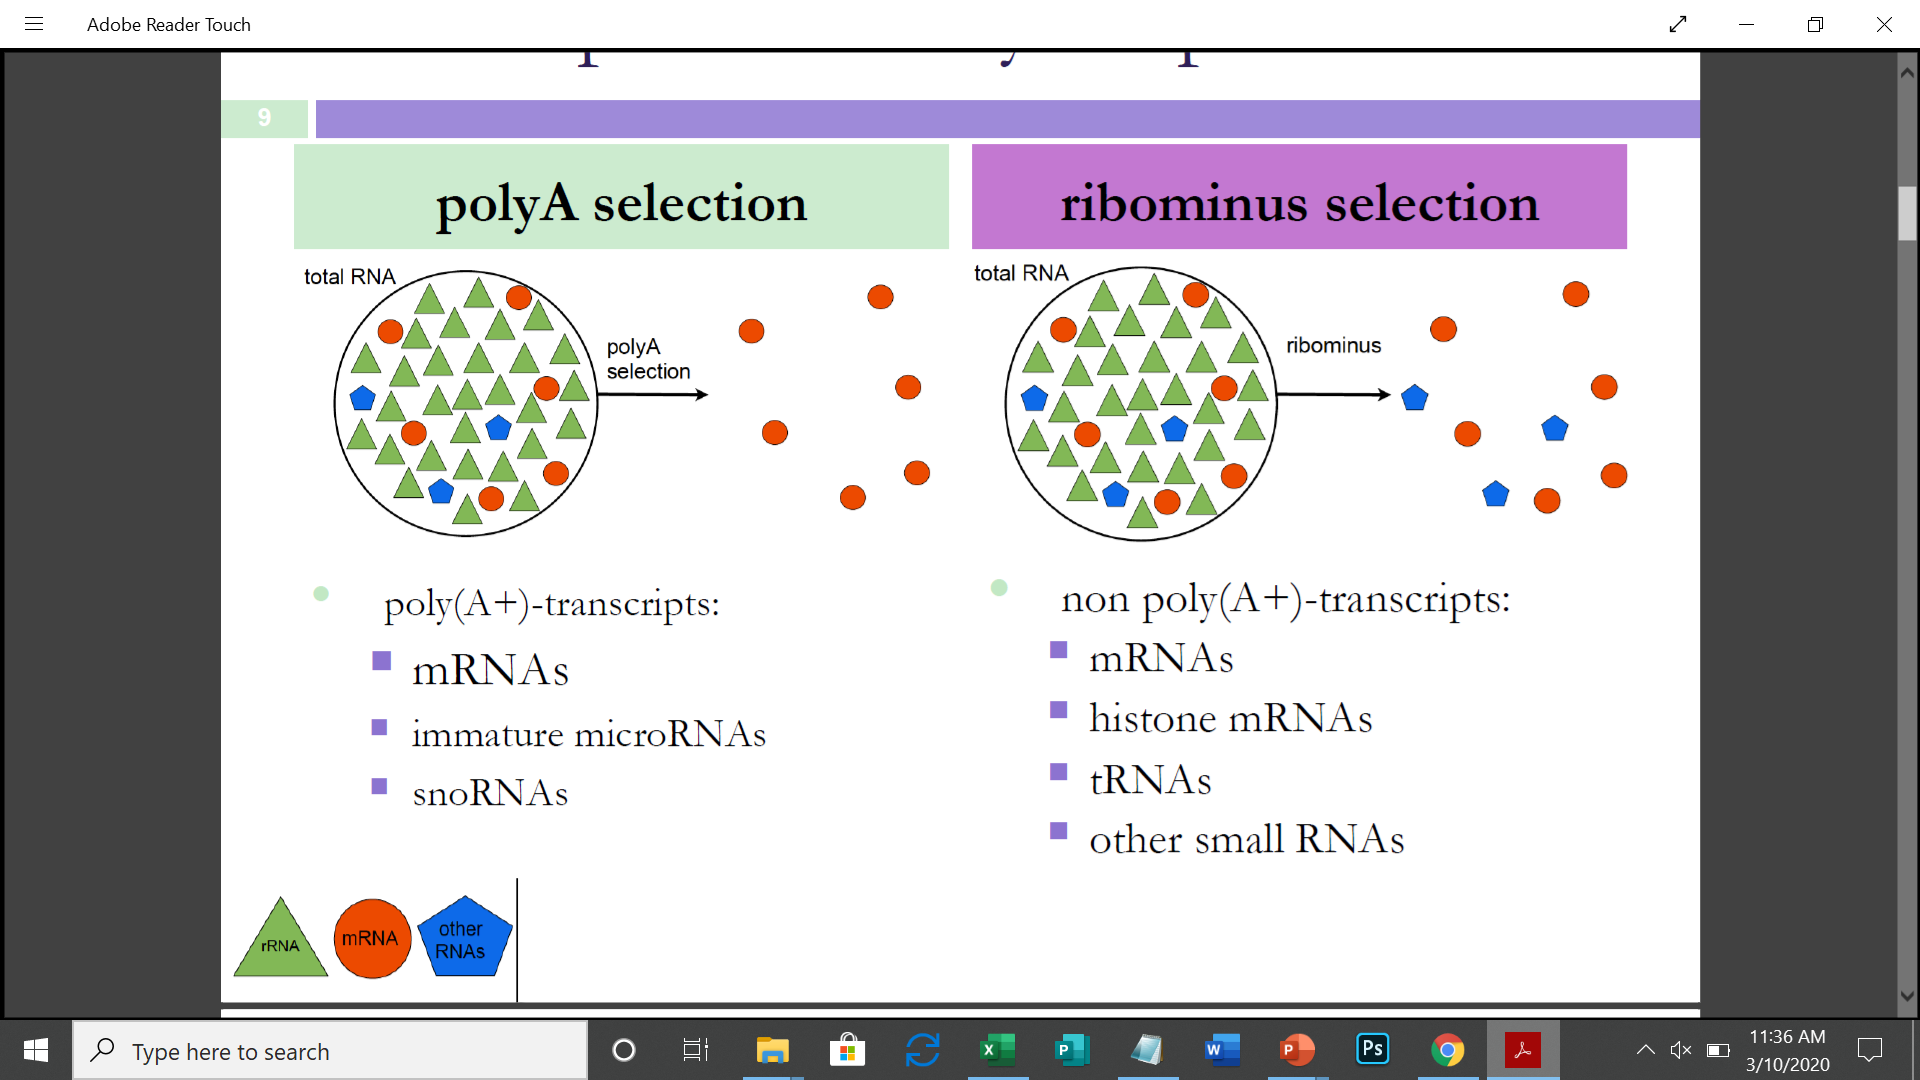 Adobe Reader Touch
9
polyA selection
ribominus selection
total RNA
polyA
selection
total RNA
ribominus
poly(A+)-transcripts:
mRNAs
immature microRNAs
snoRNAs
non poly(A+)-transcripts:
mRNAs
histone mRNAs
tRNAs
other small RNAs
rRNA
mRNA
other
RNAs
Type here to search
X
P
W
P
Ps
11:36 AM
3/10/2020